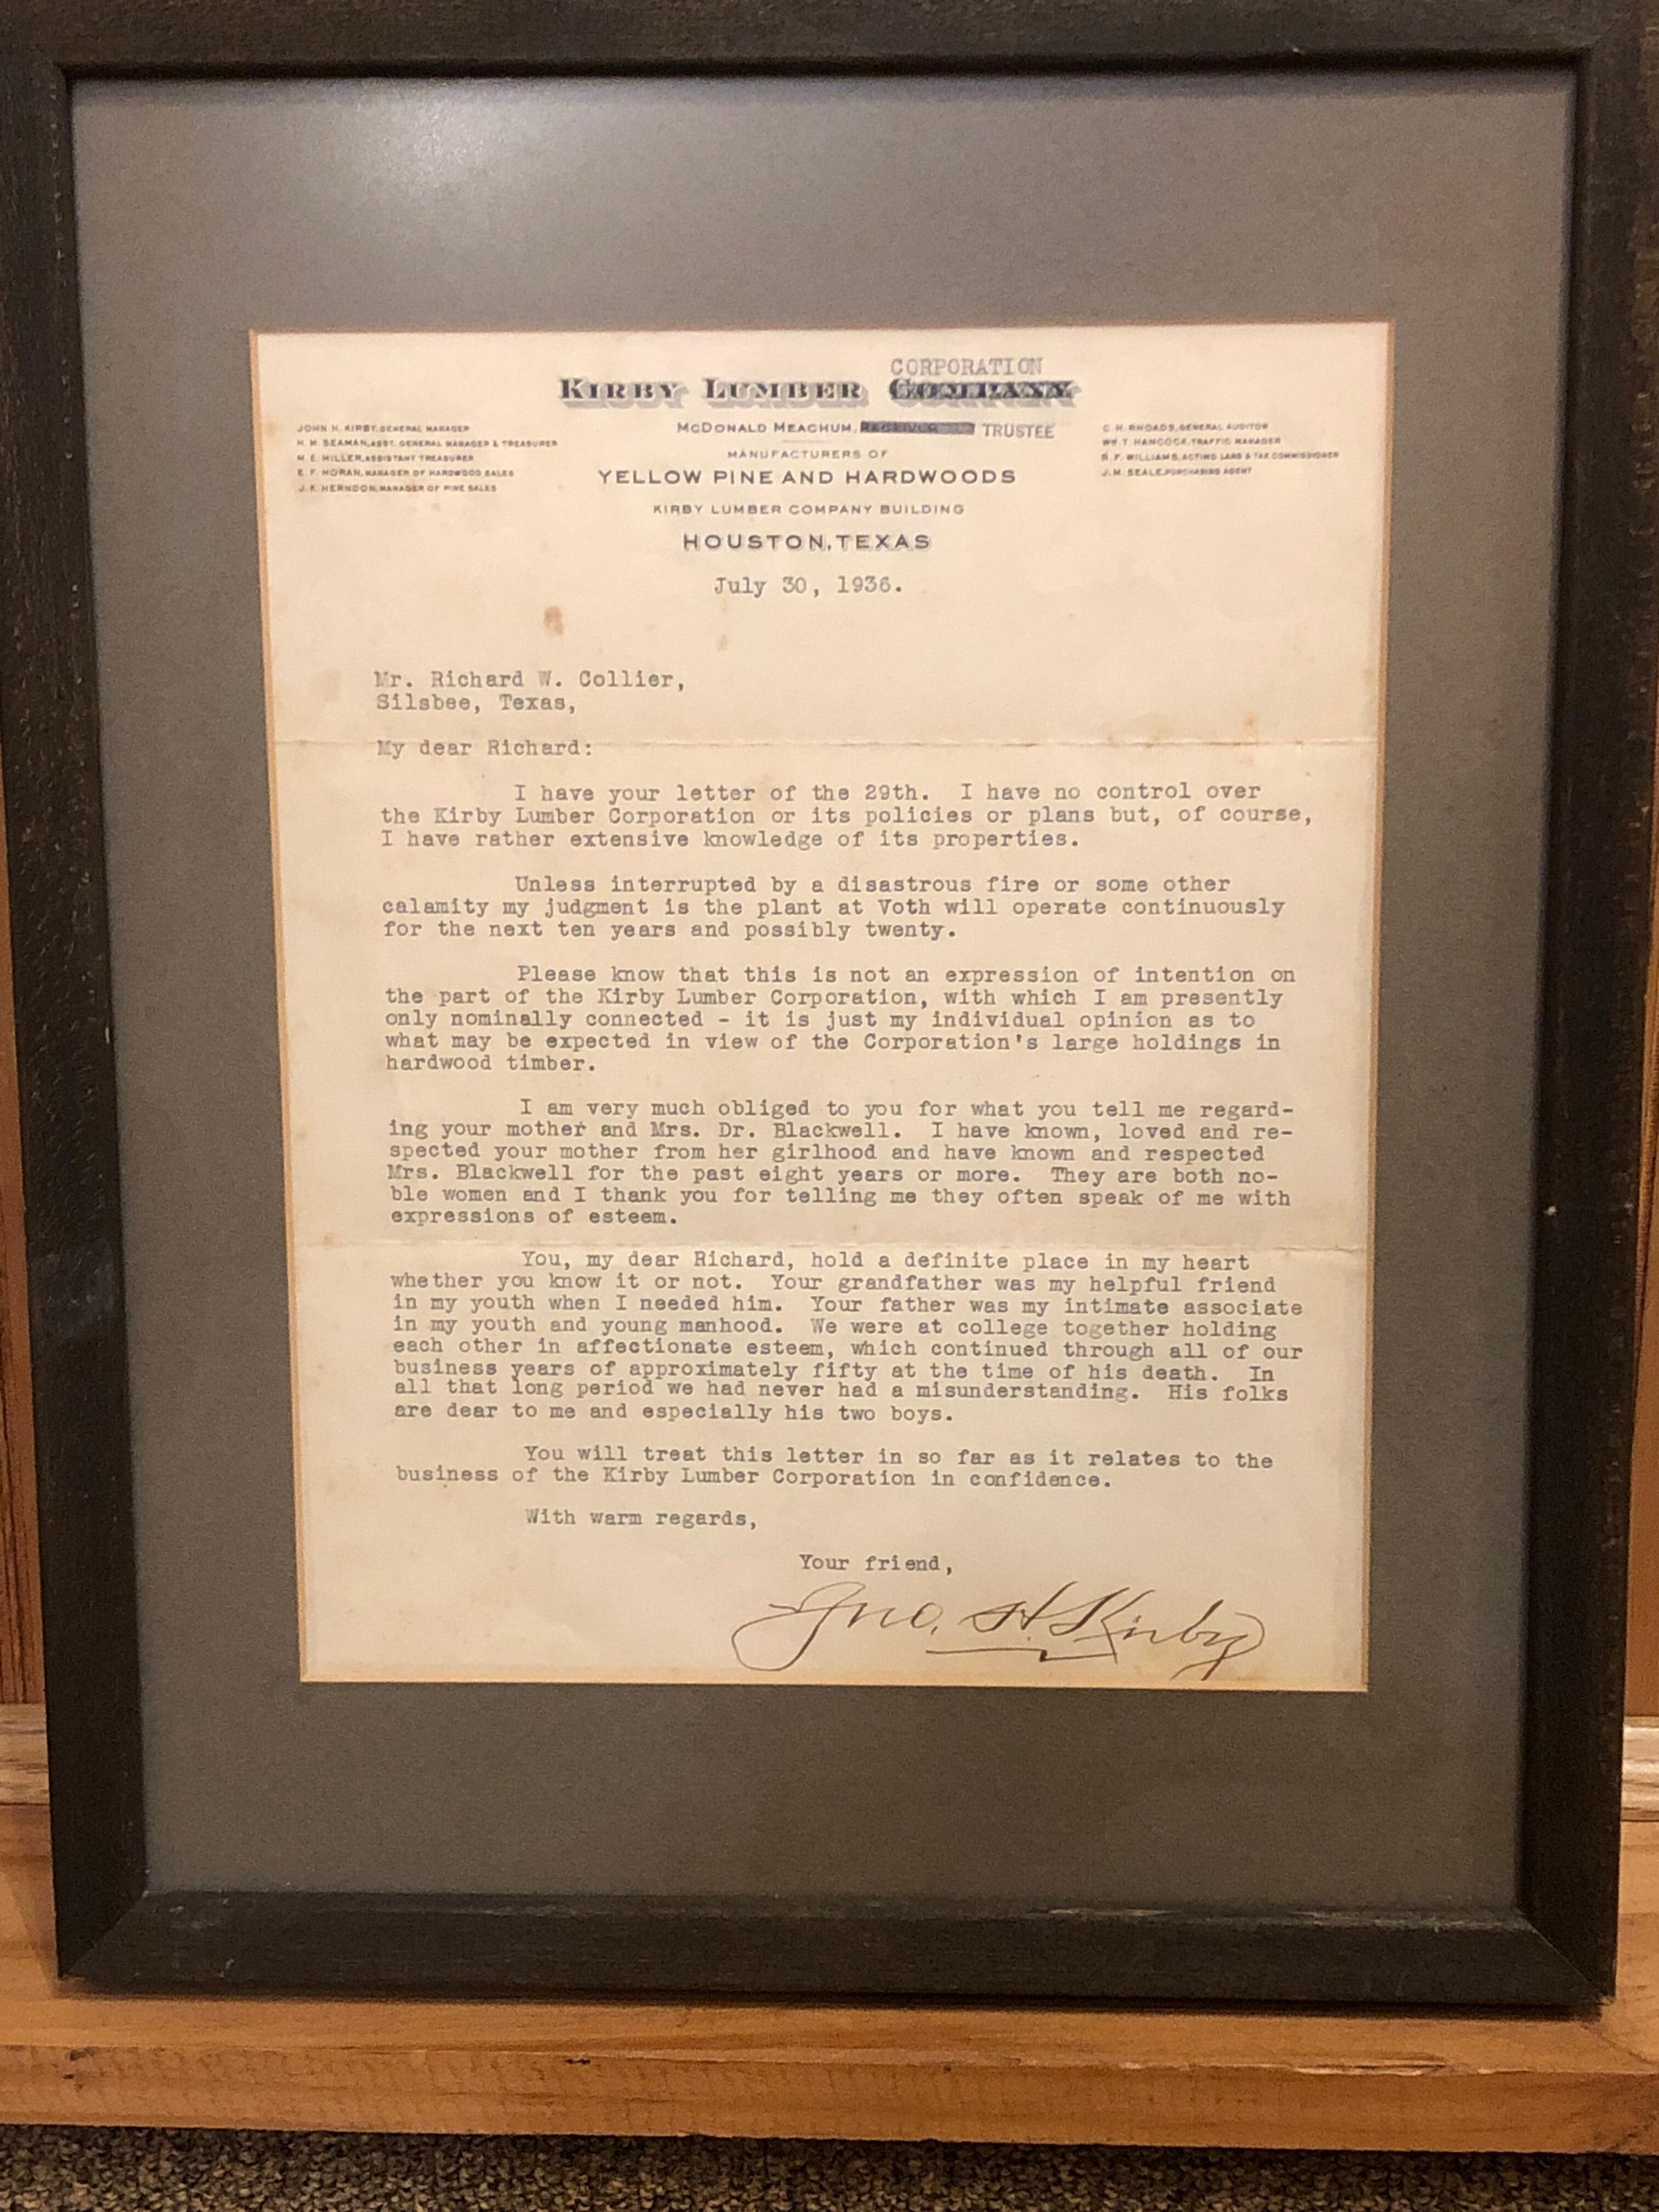 CORPORATION
KIRBY LUMBER COMPANY
McDONALD MEACHUM, RECEIVER TRUSTEE
MANUFACTURERS OF
YELLOW PINE AND HARDWOODS
KIRBY LUMBER COMPANY BUILDING
HOUSTON, TEXAS
JOHN H. KIRBY, GENERAL MANAGER
H. M. SEAMAN, ASST. GENERAL MANAGER & TREASURER
M. E. MILLER, ASSISTANT TREASURER
E. F. HORAN, MANAGER OF HARDWOOD SALES
J. F. HERNDON, MANAGER OF PINE SALES
C. H. RHOADS, GENERAL AUDITOR
WM. T. HANCOCK, TRAFFIC MANAGER
R. F. WILLIAMS, ACTING LAND & TAX COMMISSIONER
J. M. SEALE, PURCHASING AGENT
July 30, 1936.
Mr. Richard W. Collier,
Silsbee, Texas,
My dear Richard:
I have your letter of the 29th. I have no control over
the Kirby Lumber Corporation or its policies or plans but, of course,
I have rather extensive knowledge of its properties.
Unless interrupted by a disastrous fire or some other
calamity my judgment is the plant at Voth will operate continuously
for the next ten years and possibly twenty.
Please know that this is not an expression of intention on
the part of the Kirby Lumber Corporation, with which I am presently
only nominally connected - it is just my individual opinion as to
what may be expected in view of the Corporation's large holdings in
hardwood timber.
I am very much obliged to you for what you tell me regard-
ing your mother and Mrs. Dr. Blackwell. I have known, loved and re-
spected your mother from her girlhood and have known and respected
Mrs. Blackwell for the past eight years or more. They are both no-
ble women and I thank you for telling me they often speak of me with
expressions of esteem.
You, my dear Richard, hold a definite place in my heart
whether you know it or not. Your grandfather was my helpful friend
in my youth when I needed him. Your father was my intimate associate
in my youth and young manhood. We were at college together holding
each other in affectionate esteem, which continued through all of our
business years of approximately fifty at the time of his death. In
all that long period we had never had a misunderstanding. His folks
are dear to me and especially his two boys.
You will treat this letter in so far as it relates to the
business of the Kirby Lumber Corporation in confidence.
With warm regards,
Your friend,
Jno. H. Kirby